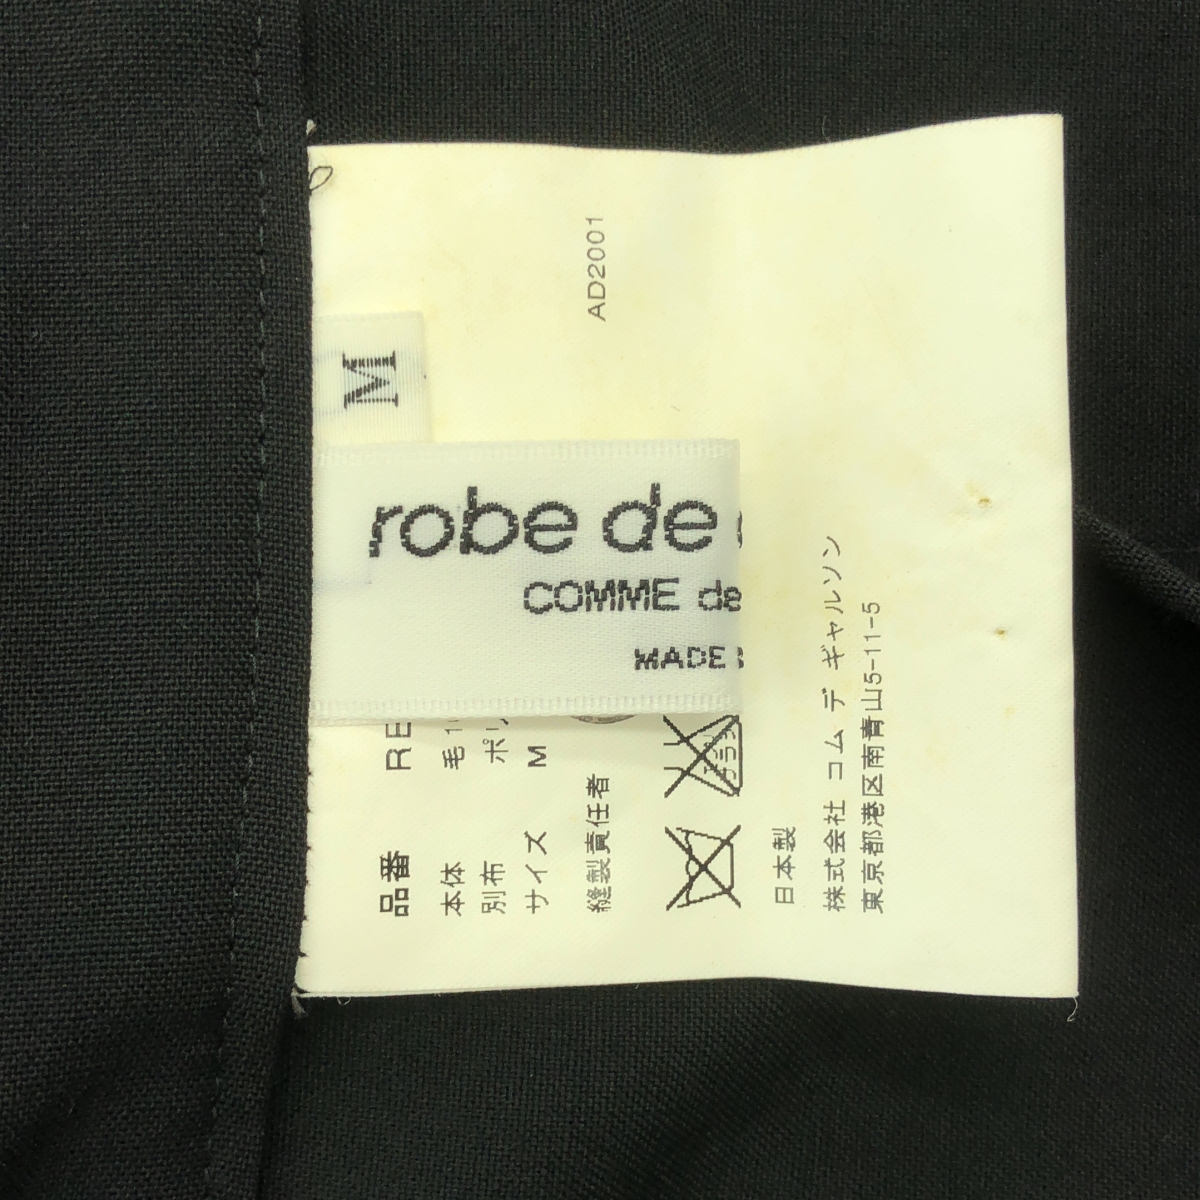 AD2001
M
robe de
COMME de
MADE
品番 RE
本体 毛
別布 ポリ
サイズ M
縫製責任者
日本製
株式会社 コム デ ギャルソン
東京都港区南青山5-11-5